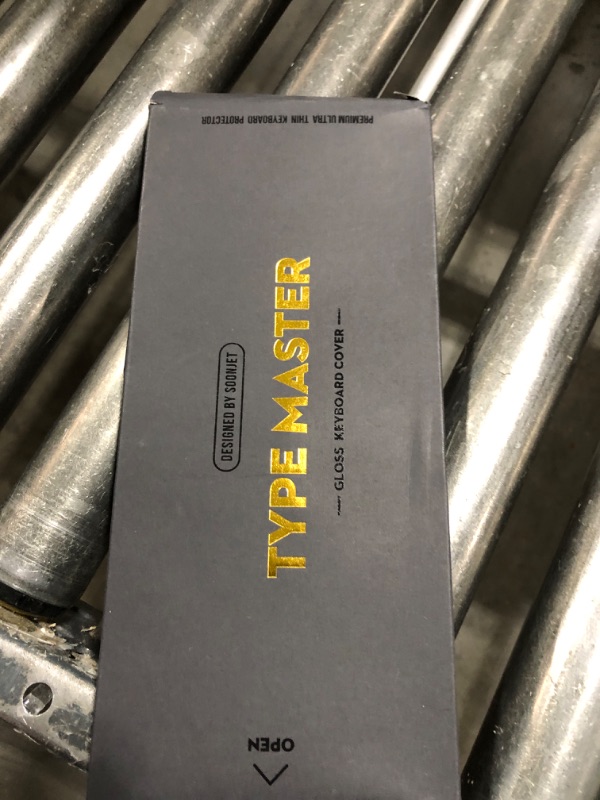 PREMIUM ULTRA THIN KEYBOARD PROTECTOR
DESIGNED BY SOONJET
TYPE MASTER
GLOSS KEYBOARD COVER
OPEN